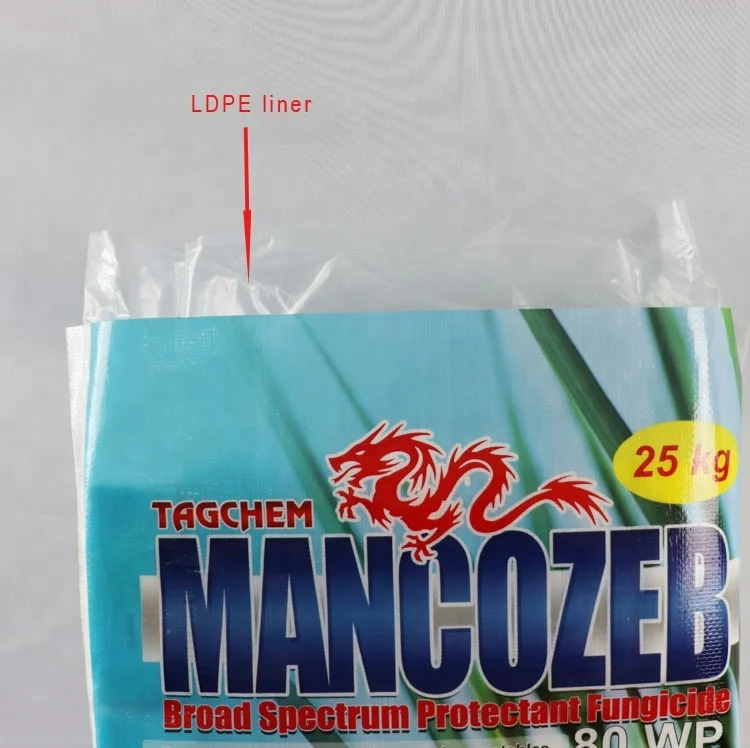 LDPE liner
25 kg
TAGCHEM
MANCOZEB
Broad Spectrum Protectant Fungicide
80 WP